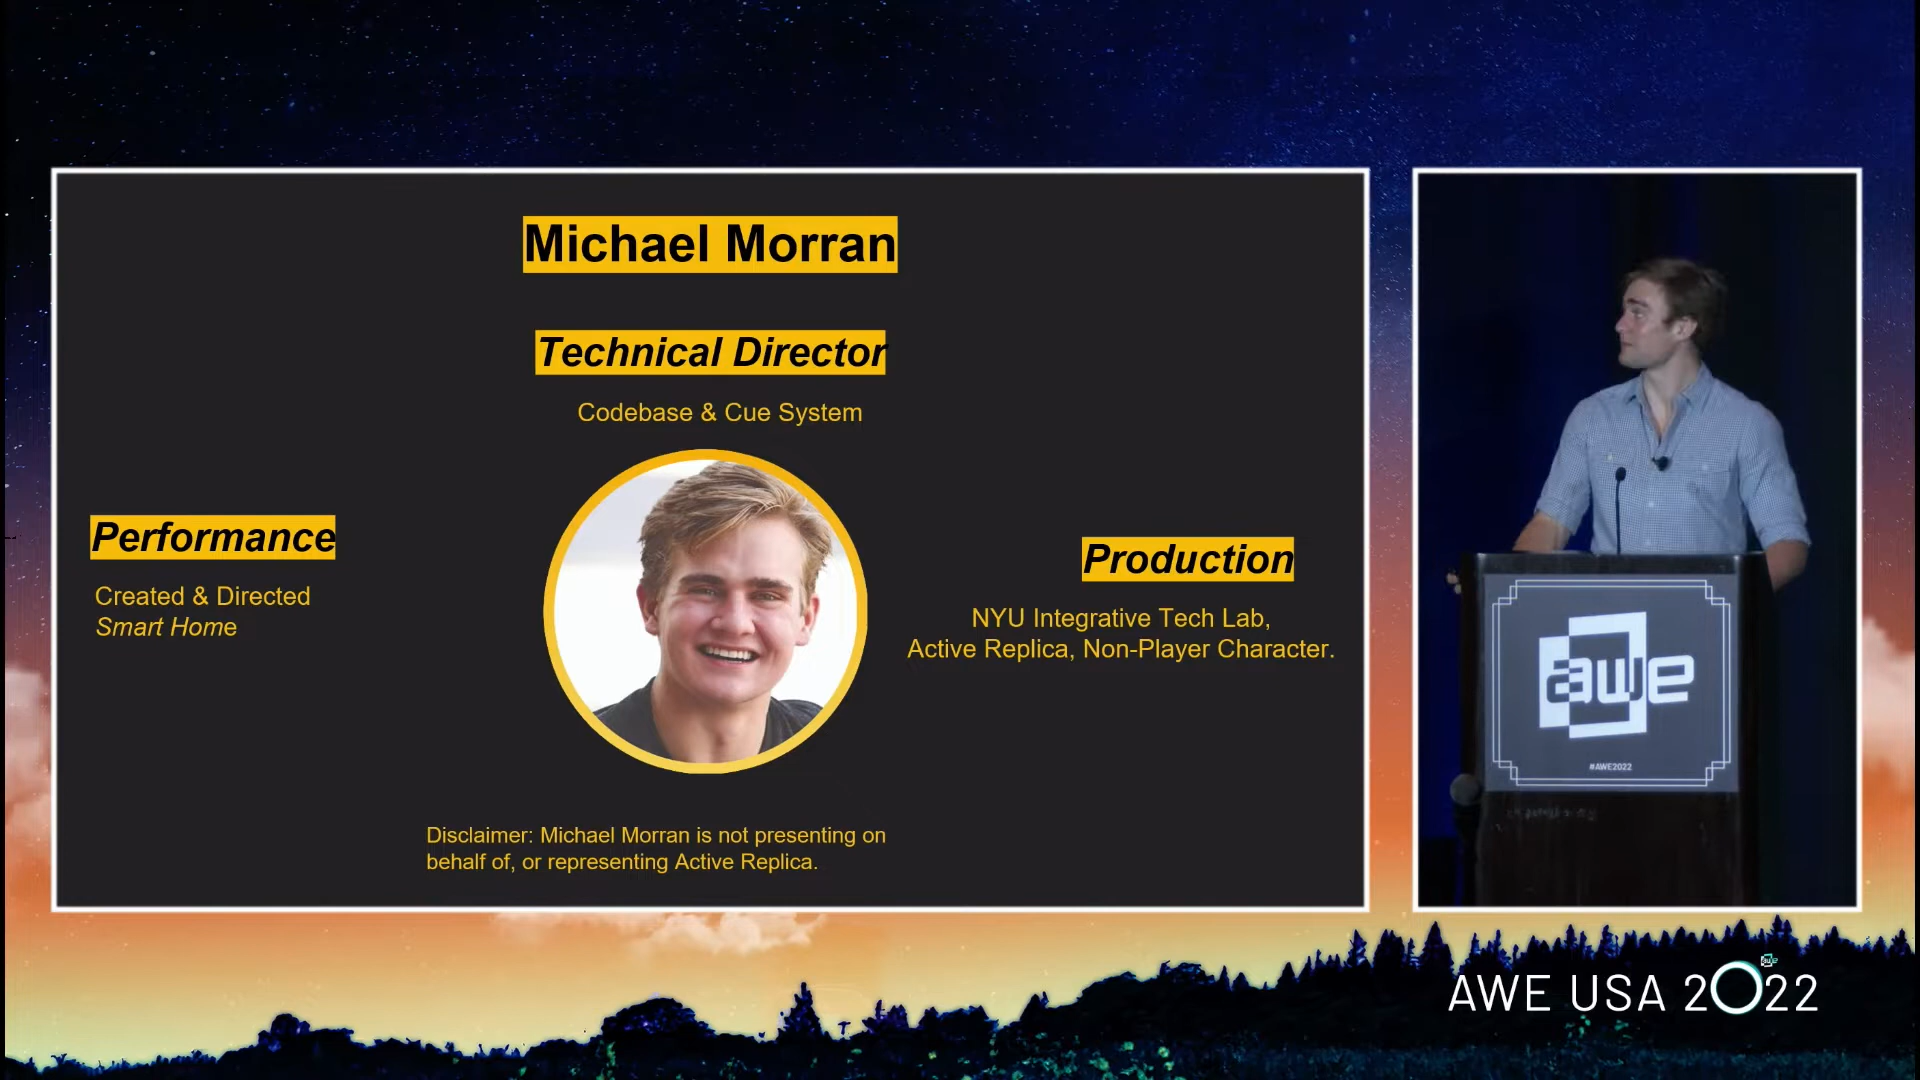 Michael Morran
Technical Director
Codebase & Cue System
Performance
Created & Directed
Smart Home
Production
NYU Integrative Tech Lab,
Active Replica, Non-Player Character.
Disclaimer: Michael Morran is not presenting on
behalf of, or representing Active Replica.
awe
#AWE2022
AWE USA 2022